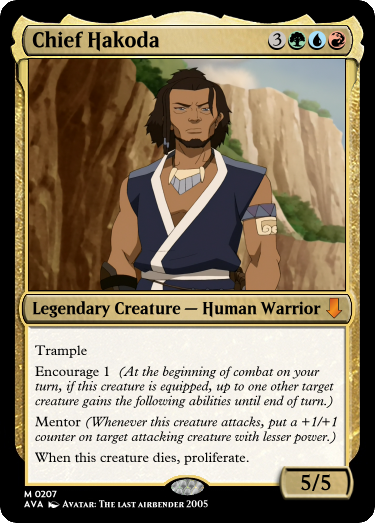 Chief Hakoda 3
Legendary Creature — Human Warrior
Trample
Encourage 1 (At the beginning of combat on your
turn, if this creature is equipped, up to one other target
creature gains the following abilities until end of turn.)
Mentor (Whenever this creature attacks, put a +1/+1
counter on target attacking creature with lesser power.)
When this creature dies, proliferate.
5/5
M 0207
AVA Avatar: The last airbender 2005